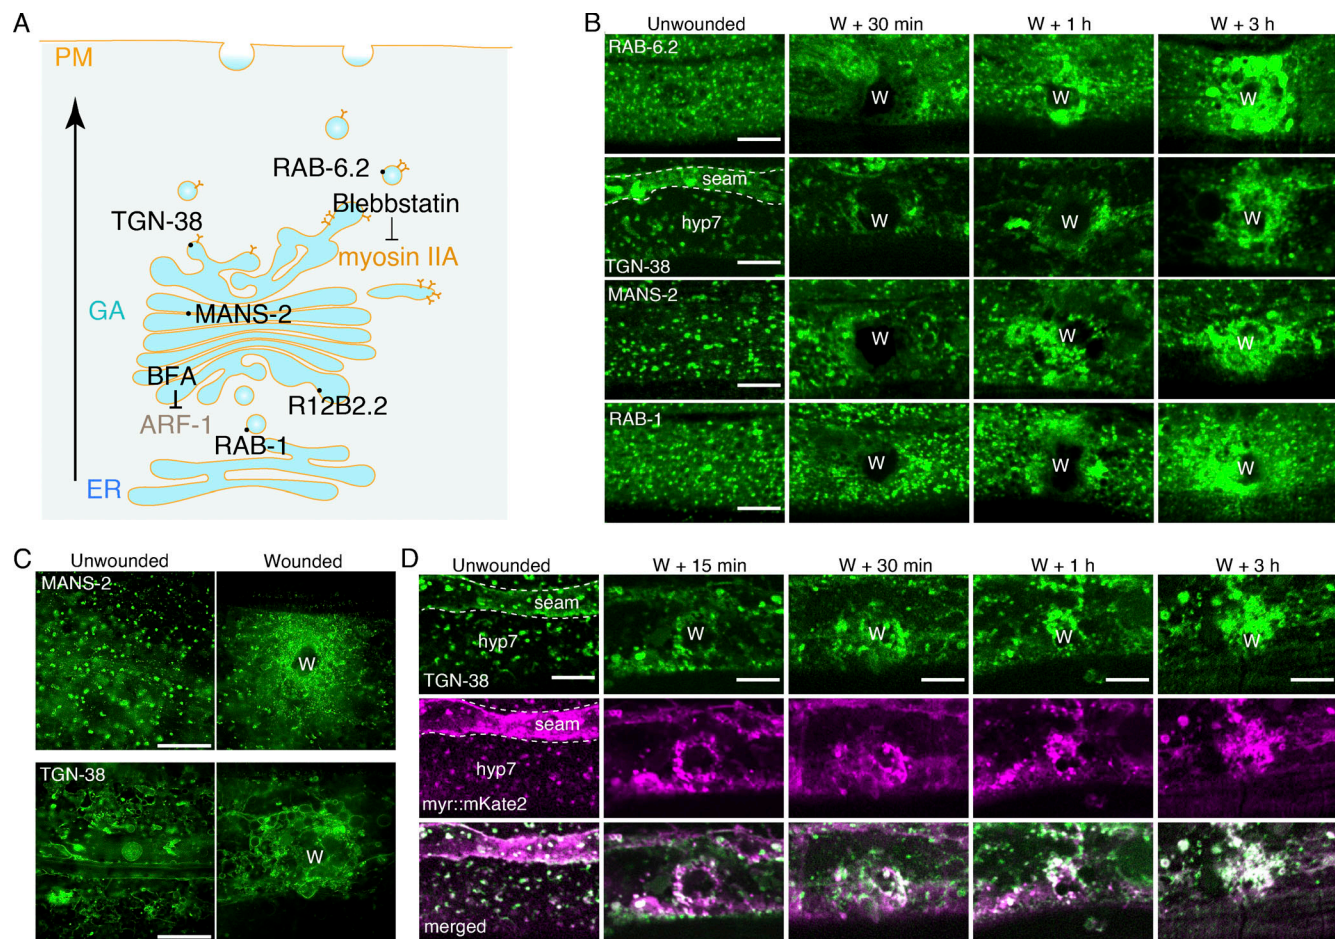 A
PM
RAB-6.2
Blebbstatin
TGN-38
myosin IIA
GA
MANS-2
BFA
R12B2.2
ARF-1
RAB-1
ER
B
Unwounded
W + 30 min
W + 1 h
W + 3 h
RAB-6.2
W
W
W
seam
hyp7
TGN-38
W
W
W
MANS-2
W
W
W
RAB-1
W
W
W
C
Unwounded
Wounded
MANS-2
W
TGN-38
W
D
Unwounded
W + 15 min
W + 30 min
W + 1 h
W + 3 h
seam
hyp7
TGN-38
W
W
W
W
seam
hyp7
myr::mKate2
merged